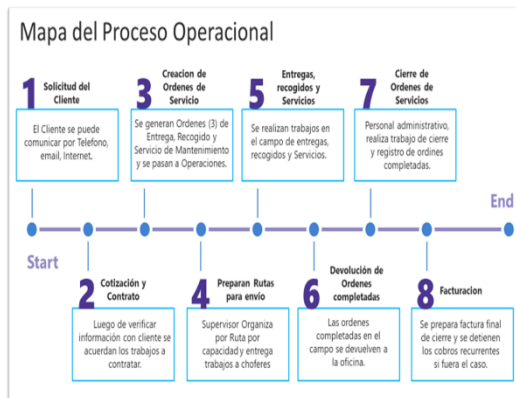 Mapa del Proceso Operacional
1
Solicitud del
Cliente
El Cliente se puede
comunicar por Telefono,
email, Internet.
3
Creacion de
Ordenes de
Servicio
Se generan Ordenes (3) de
Entrega, Recogido y
Servicio de Mantenimiento
y se pasan a Operaciones.
5
Entregas,
recogidos y
Servicios
Se realizan trabajos en
el campo de entregas,
recogidos y Servicios.
7
Cierre de
Ordenes de
Servicios
Personal administrativo,
realiza trabajo de cierre
y registro de ordines
completadas.
Start
End
2
Cotización y
Contrato
Luego de verificar
información con cliente se
acuerdan los trabajos a
contratar.
4
Preparan Rutas
para envío
Supervisor Organiza
por Ruta por
capacidad y entrega
trabajos a choferes
6
Devolución de
Ordenes
completadas
Las ordenes
completadas en el
campo se devuelven a
la oficina.
8
Facturacion
Se prepara factura final
de cierre y se detienen
los cobros recurrentes
si fuera el caso.